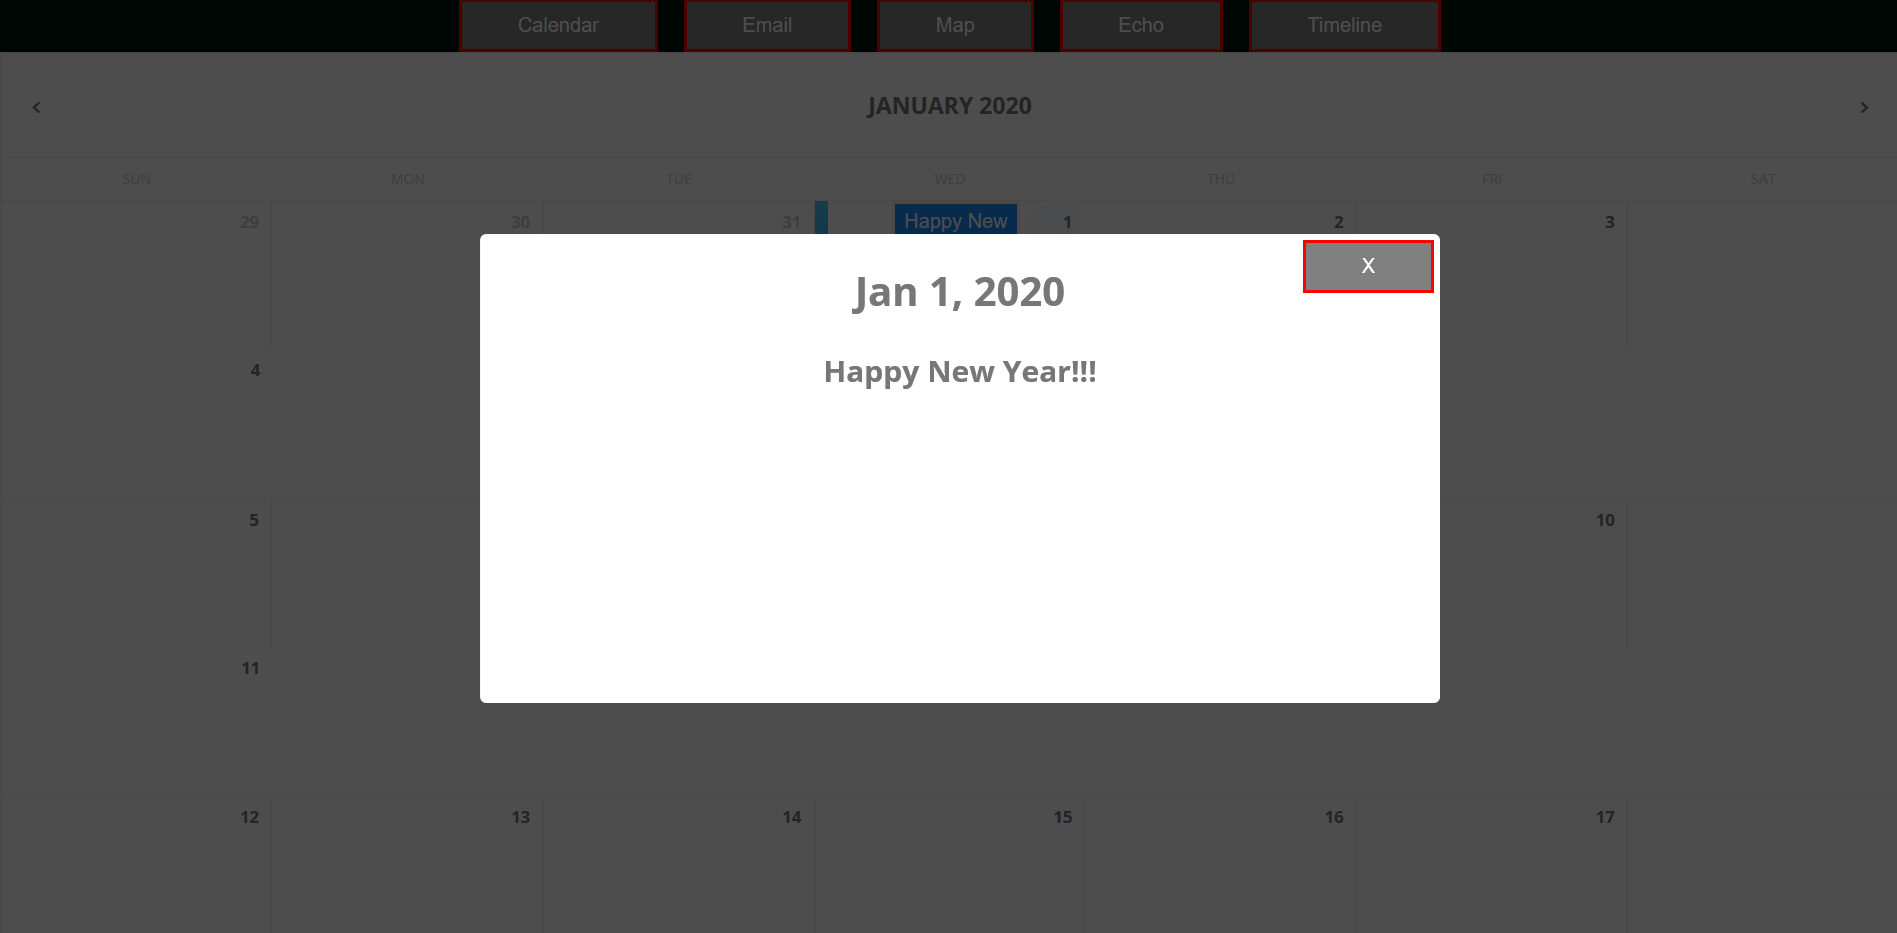 Calendar Email Map Echo Timeline
JANUARY 2020
SUN MON TUE WED THU FRI SAT
29 30 31 Happy New 1 2 3
X
Jan 1, 2020
Happy New Year!!!
4
5 10
11
12 13 14 15 16 17